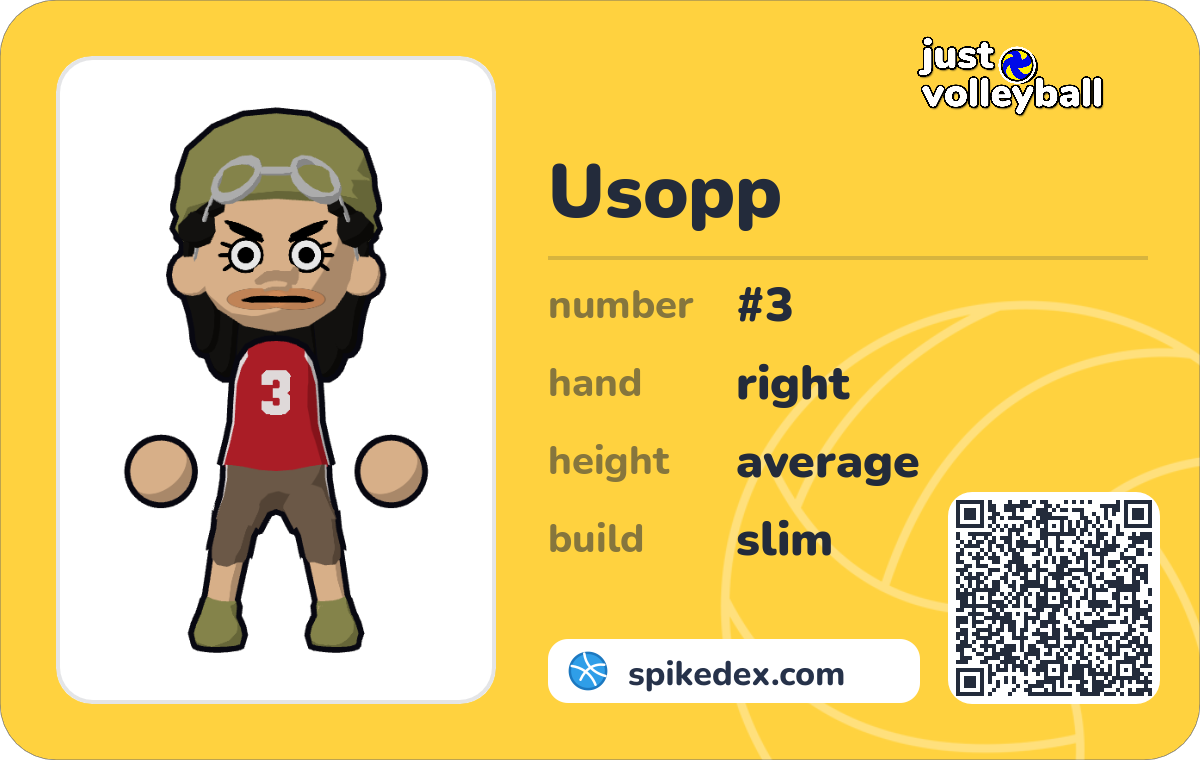 just
volleyball
Usopp
number #3
hand right
height average
build slim
3
spikedex.com